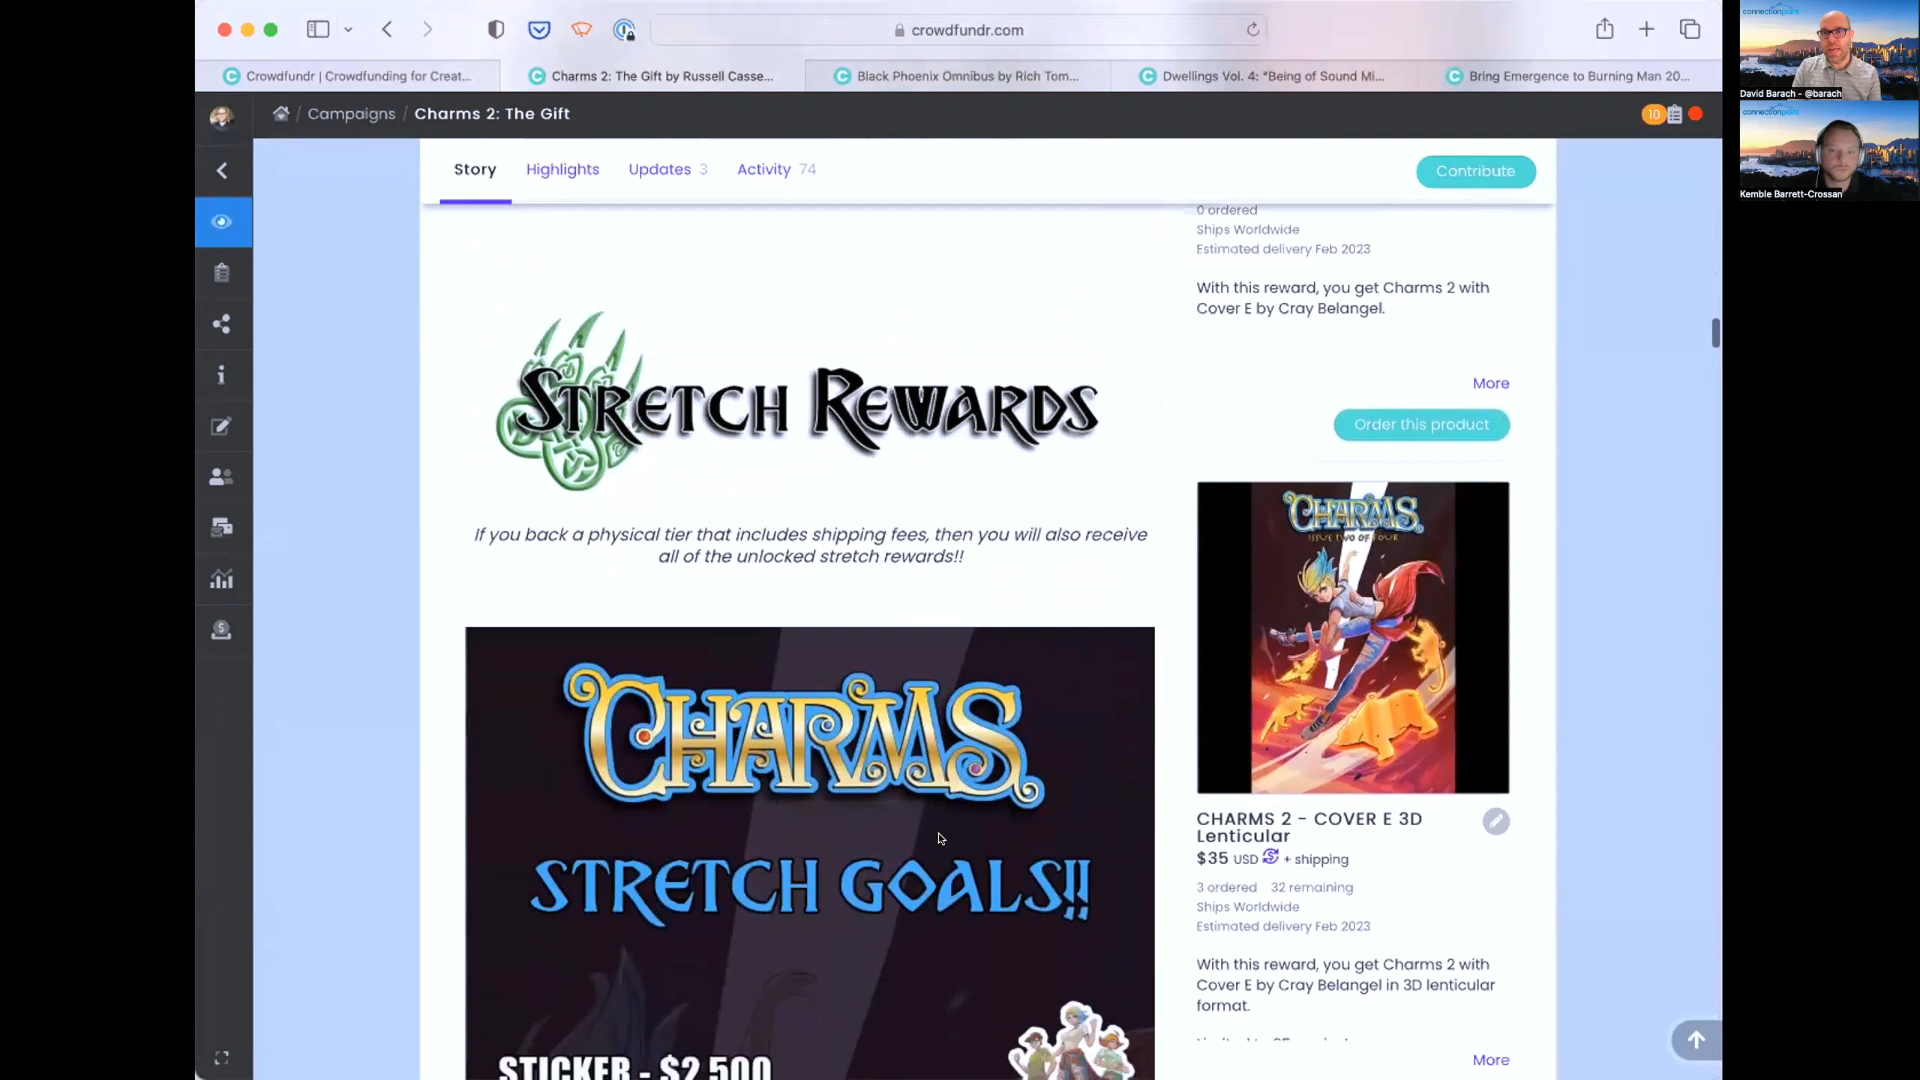 crowdfundr.com
Crowdfundr | Crowdfunding for Creat...
Charms 2: The Gift by Russell Casse...
Black Phoenix Omnibus by Rich Tom...
Dwellings Vol. 4: "Being of Sound Mi...
Bring Emergence to Burning Man 20...
/ Campaigns / Charms 2: The Gift
10
Story
Highlights
Updates 3
Activity 74
Contribute
STRETCH REWARDS
If you back a physical tier that includes shipping fees, then you will also receive
all of the unlocked stretch rewards!!
CHARMS
STRETCH GOALS!!
STICKER - $2,500
0 ordered
Ships Worldwide
Estimated delivery Feb 2023
With this reward, you get Charms 2 with
Cover E by Cray Belangel.
More
Order this product
CHARMS
ISSUE TWO OF FOUR
CHARMS 2 - COVER E 3D
Lenticular
$35 USD + shipping
3 ordered 32 remaining
Ships Worldwide
Estimated delivery Feb 2023
With this reward, you get Charms 2 with
Cover E by Cray Belangel in 3D lenticular
format.
More
connectionpoint
David Barach - @barach
connectionpoint
Kemble Barrett-Crossan